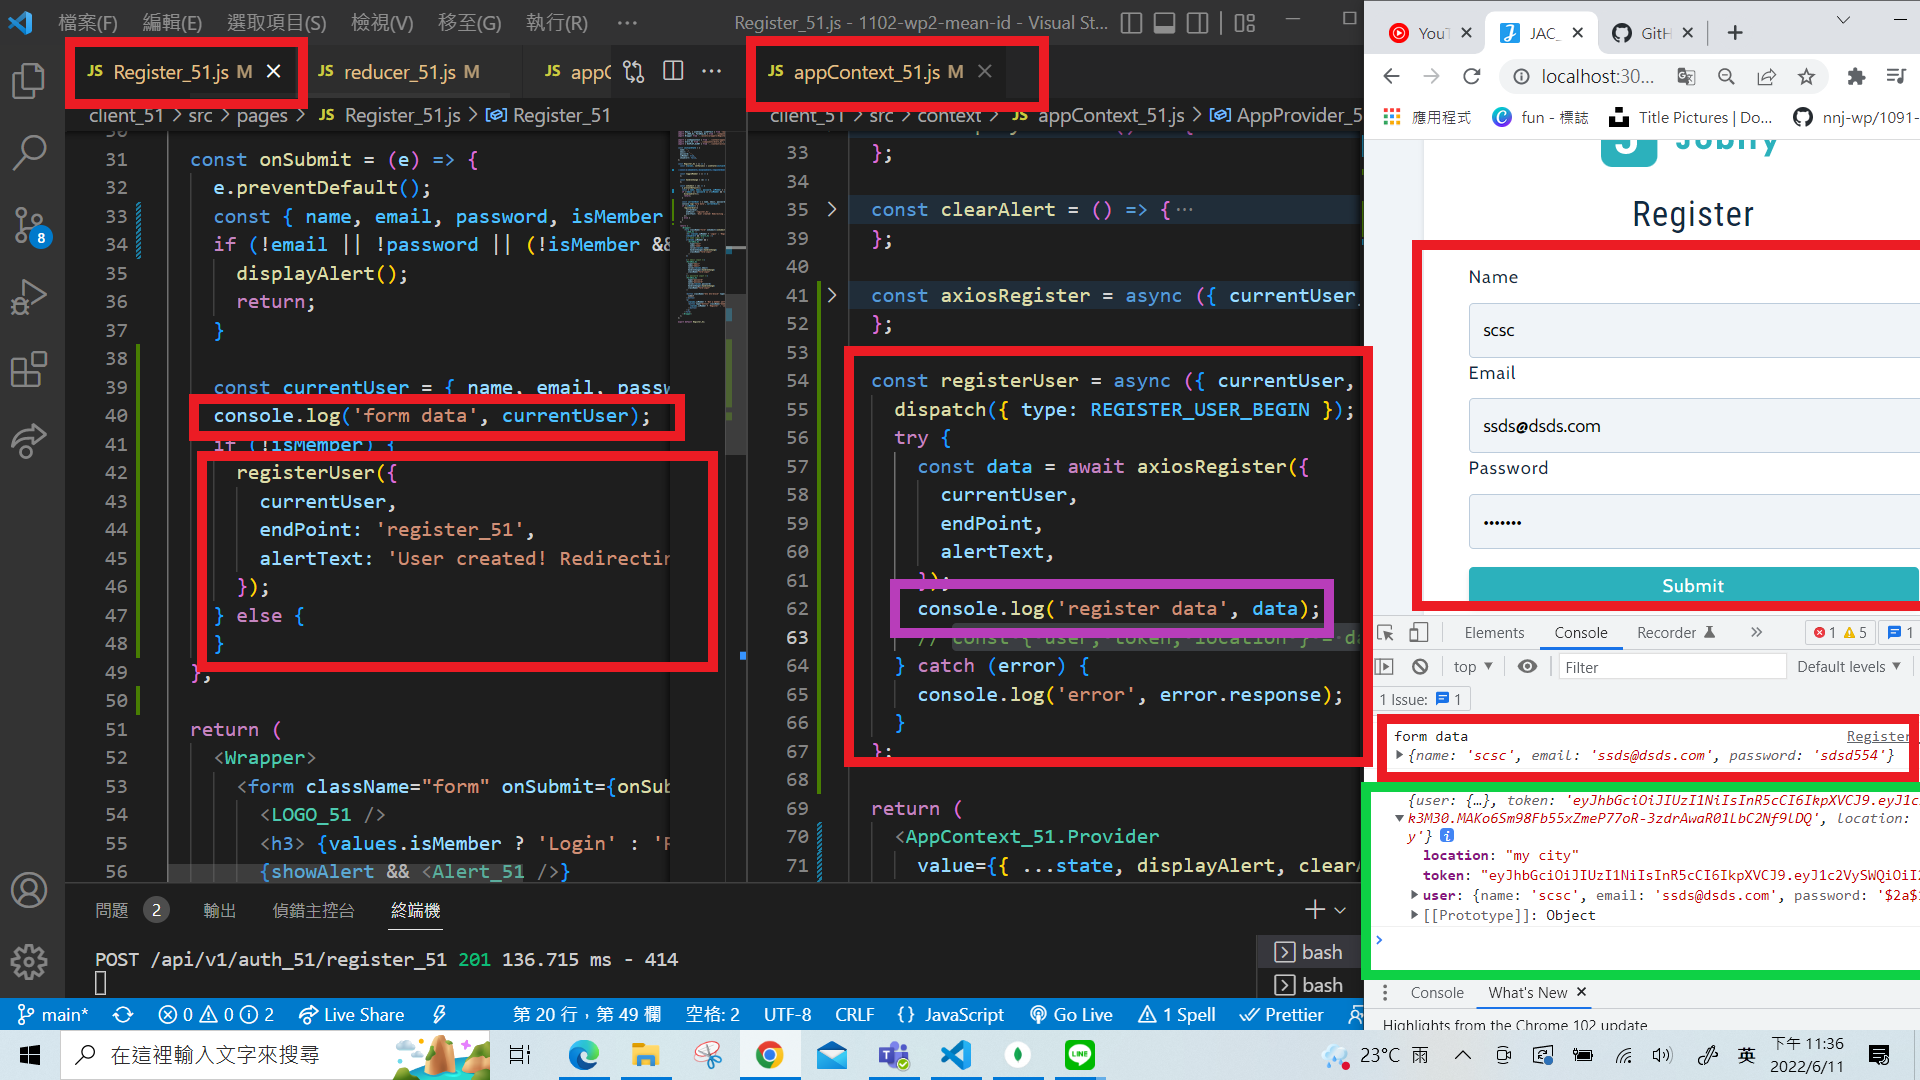 檔案(F) 編輯(E) 選取項目(S) 檢視(V) 移至(G) 執行(R) ···
Register_51.js - 1102-wp2-mean-id - Visual St...
JS Register_51.js M
JS reducer_51.js M
JS appC
JS appContext_51.js M
client_51 > src > pages > JS Register_51.js > Register_51
client_51 > src > context > JS appContext_51.js > AppProvider_5
31 const onSubmit = (e) => {
32 e.preventDefault();
33 const { name, email, password, isMember
34 if (!email || !password || (!isMember &&
35 displayAlert();
36 return;
37 }
38
39 const currentUser = { name, email, passw
40 console.log('form data', currentUser);
41 if (!isMember) {
42 registerUser({
43 currentUser,
44 endPoint: 'register_51',
45 alertText: 'User created! Redirectin
46 });
47 } else {
48 }
49 };
50
51 return (
52 <Wrapper>
53 <form className="form" onSubmit={onSub
54 <LOGO_51 />
55 <h3> {values.isMember ? 'Login' : 'R
56 {showAlert && <Alert_51 />}
33 };
34
35 const clearAlert = () => {···
39 };
40
41 const axiosRegister = async ({ currentUser,
52 };
53
54 const registerUser = async ({ currentUser,
55 dispatch({ type: REGISTER_USER_BEGIN });
56 try {
57 const data = await axiosRegister({
58 currentUser,
59 endPoint,
60 alertText,
61 });
62 console.log('register data', data);
63 // const { user, token, location } = da
64 } catch (error) {
65 console.log('error', error.response);
66 }
67 };
68
69 return (
70 <AppContext_51.Provider
71 value={{ ...state, displayAlert, clearA
問題 2 輸出 偵錯主控台 終端機
POST /api/v1/auth_51/register_51 201 136.715 ms - 414
bash
bash
main* 0 0 2 Live Share 第 20 行，第 49 欄 空格: 2 UTF-8 CRLF {} JavaScript Go Live 1 Spell Prettier
YouT
JAC_
GitH
localhost:30...
應用程式 fun - 標誌 Title Pictures | Do... nnj-wp/1091-
Jobify
Register
Name
scsc
Email
ssds@dsds.com
Password
•••••••
Submit
Elements Console Recorder 1 5 1
top Filter Default levels
1 Issue: 1
form data Register
{name: 'scsc', email: 'ssds@dsds.com', password: 'sdsd554'}
{user: {…}, token: 'eyJhbGciOiJIUzI1NiIsInR5cCI6IkpXVCJ9.eyJ1c
k3M30.MAKo6Sm98Fb55xZmeP77oR-3zdrAwaR01LbC2Nf9lDQ', location:
y'}
location: "my city"
token: "eyJhbGciOiJIUzI1NiIsInR5cCI6IkpXVCJ9.eyJ1c2VySWQiOiI
user: {name: 'scsc', email: 'ssds@dsds.com', password: '$2a$1
[[Prototype]]: Object
Console What's New
Highlights from the Chrome 102 update
在這裡輸入文字來搜尋
LINE
23°C 雨
英
下午 11:36
2022/6/11